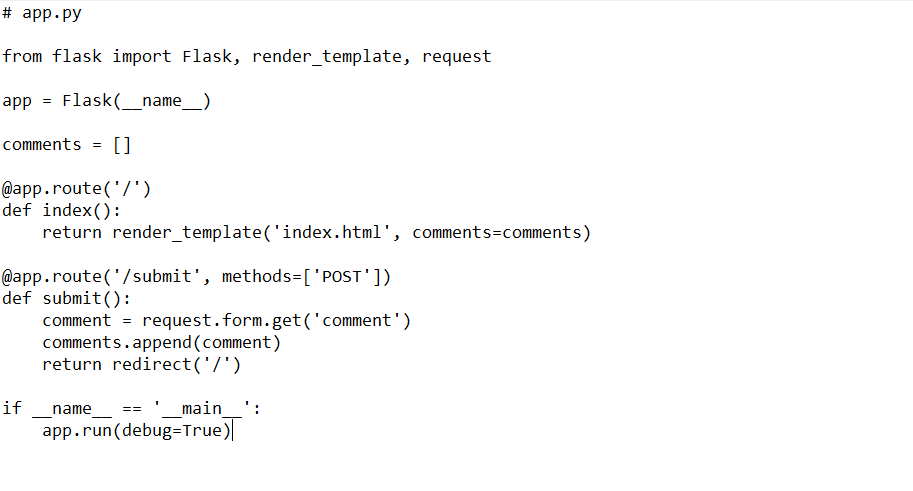 # app.py
from flask import Flask, render_template, request
app = Flask(__name__)
comments = []
@app.route('/')
def index():
    return render_template('index.html', comments=comments)
@app.route('/submit', methods=['POST'])
def submit():
    comment = request.form.get('comment')
    comments.append(comment)
    return redirect('/')
if __name__ == '__main__':
    app.run(debug=True)